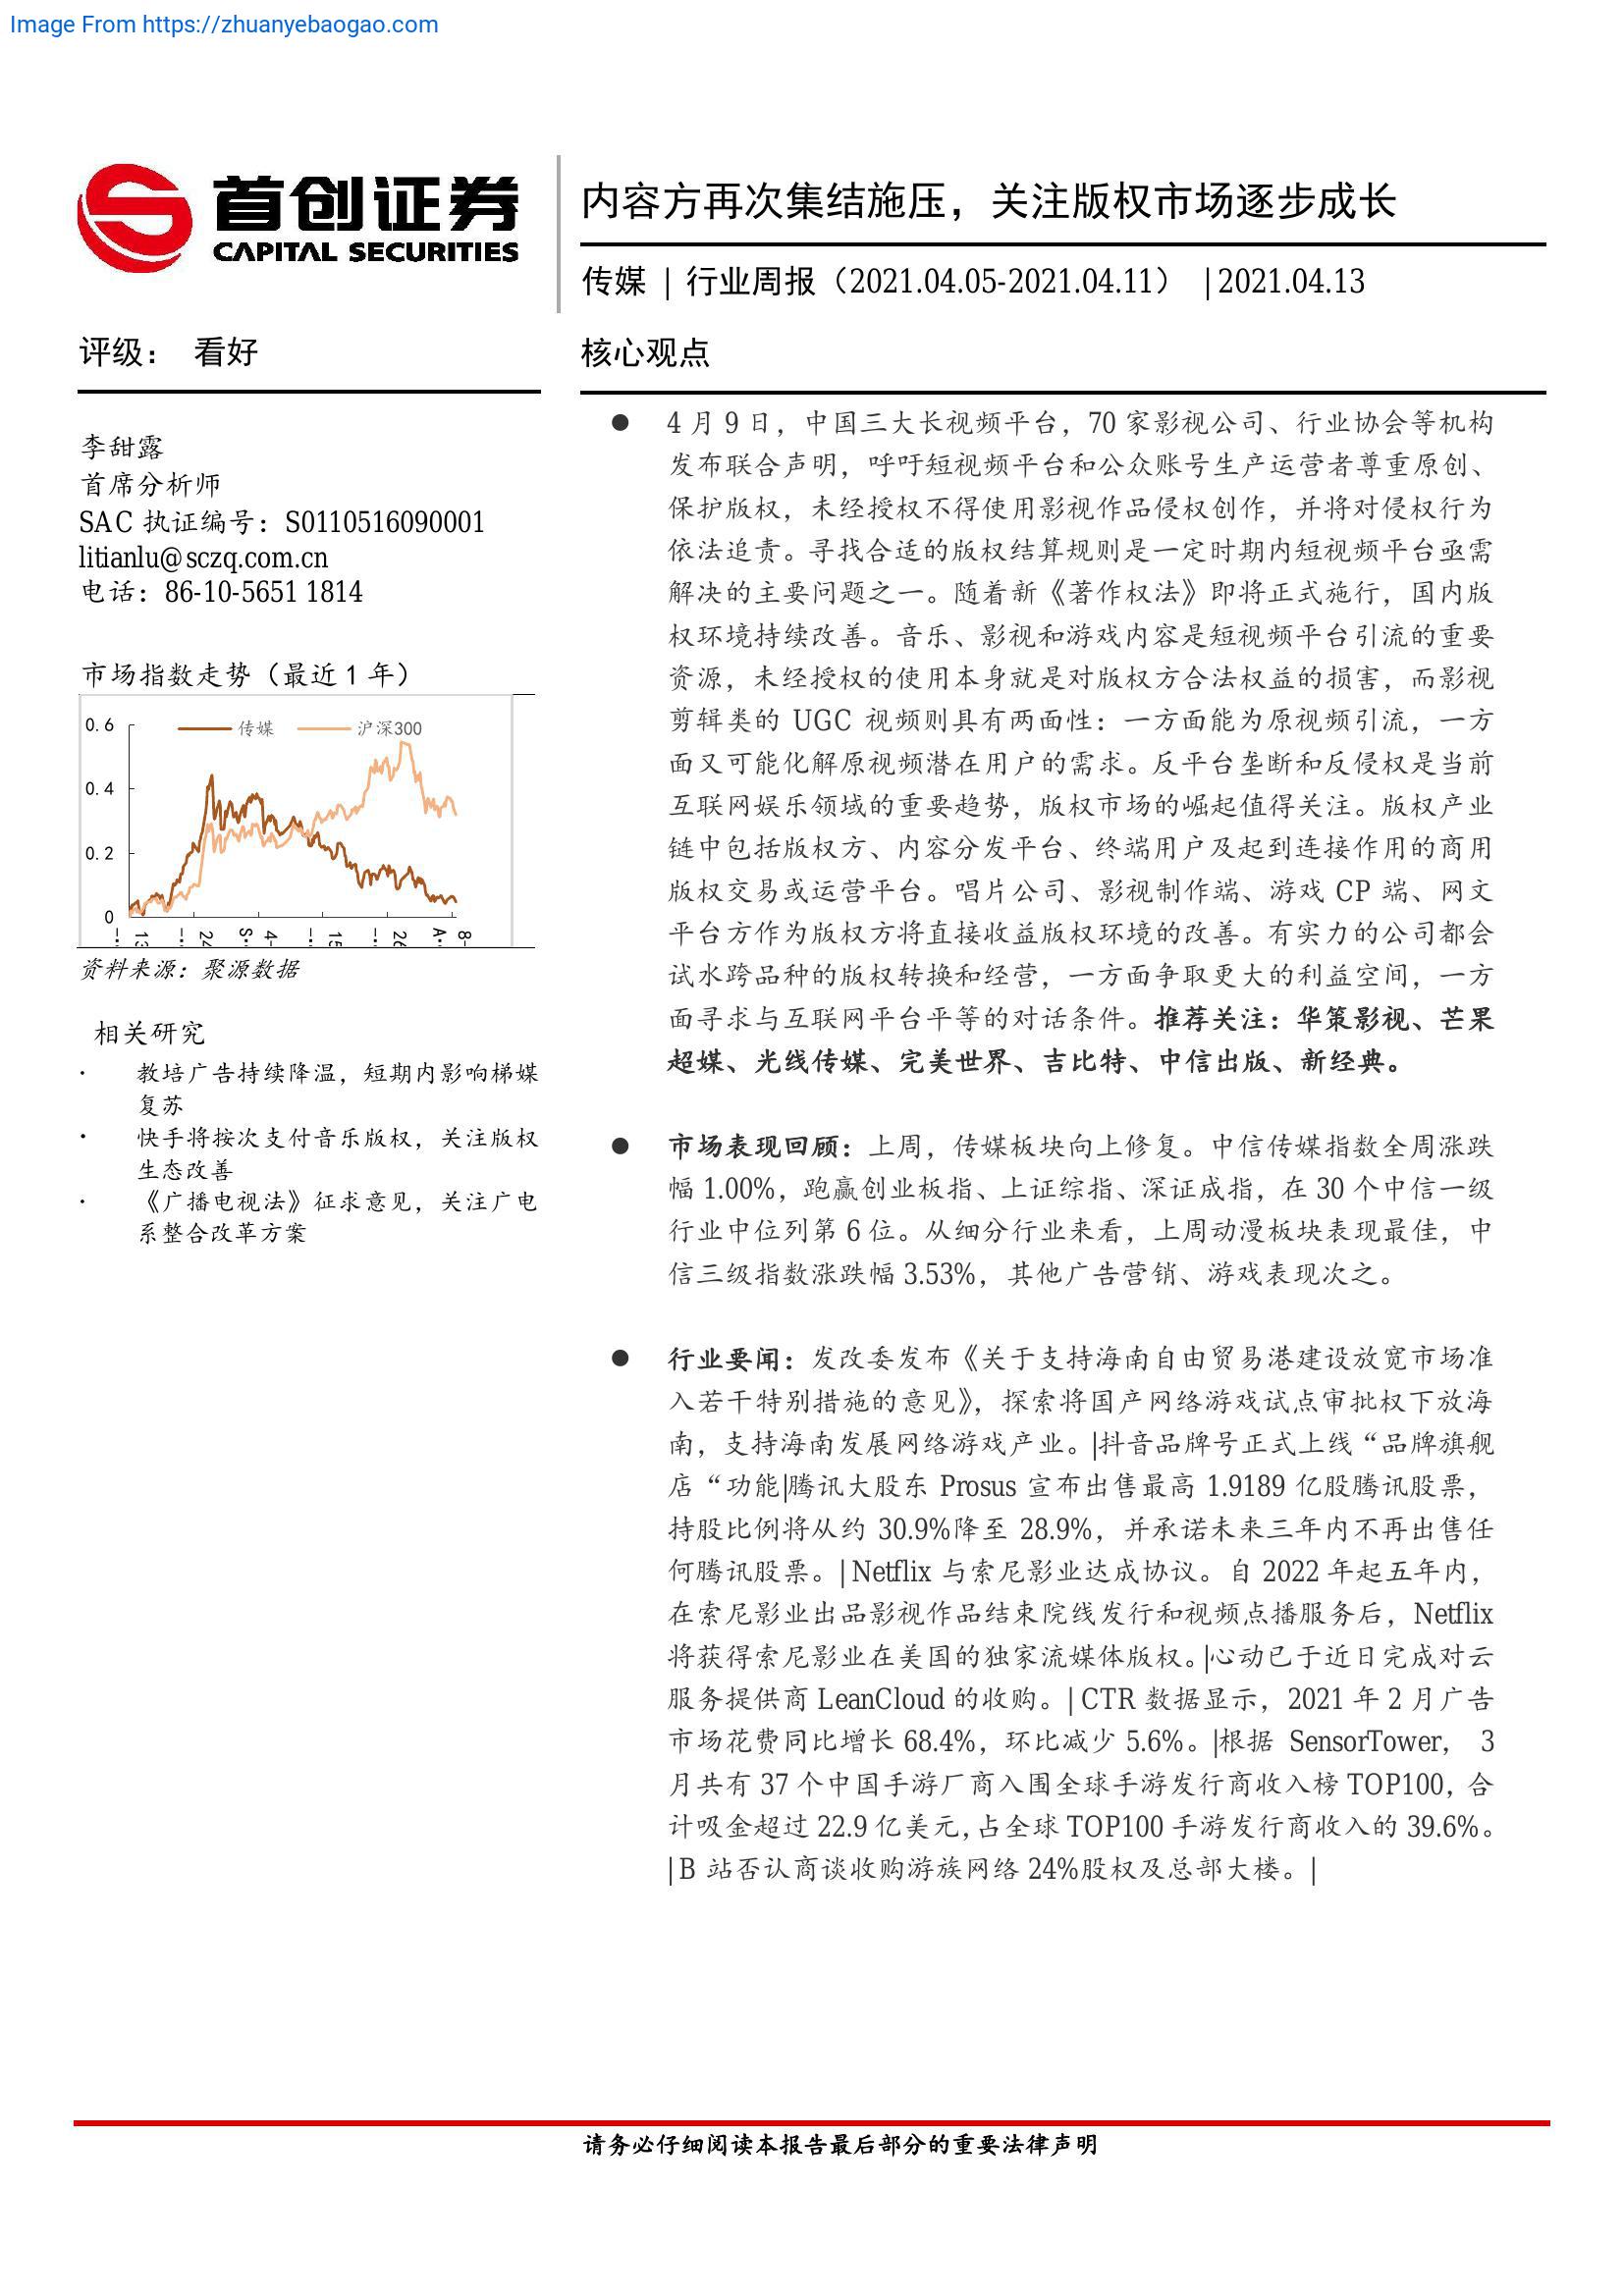 Image From https://zhuanyebaogao.com
首创证券
CAPITAL SECURITIES
内容方再次集结施压，关注版权市场逐步成长
传媒 | 行业周报（2021.04.05-2021.04.11） | 2021.04.13
评级： 看好
李甜露
首席分析师
SAC 执证编号：S0110516090001
litianlu@sczq.com.cn
电话：86-10-5651 1814
市场指数走势（最近 1 年）
传媒 沪深300
0.6
0.4
0.2
0
资料来源：聚源数据
相关研究
· 教培广告持续降温，短期内影响梯媒
复苏
· 快手将按次支付音乐版权，关注版权
生态改善
· 《广播电视法》征求意见，关注广电
系整合改革方案
核心观点
● 4 月 9 日，中国三大长视频平台，70 家影视公司、行业协会等机构
发布联合声明，呼吁短视频平台和公众账号生产运营者尊重原创、
保护版权，未经授权不得使用影视作品侵权创作，并将对侵权行为
依法追责。寻找合适的版权结算规则是一定时期内短视频平台亟需
解决的主要问题之一。随着新《著作权法》即将正式施行，国内版
权环境持续改善。音乐、影视和游戏内容是短视频平台引流的重要
资源，未经授权的使用本身就是对版权方合法权益的损害，而影视
剪辑类的 UGC 视频则具有两面性：一方面能为原视频引流，一方
面又可能化解原视频潜在用户的需求。反平台垄断和反侵权是当前
互联网娱乐领域的重要趋势，版权市场的崛起值得关注。版权产业
链中包括版权方、内容分发平台、终端用户及起到连接作用的商用
版权交易或运营平台。唱片公司、影视制作端、游戏 CP 端、网文
平台方作为版权方将直接收益版权环境的改善。有实力的公司都会
试水跨品种的版权转换和经营，一方面争取更大的利益空间，一方
面寻求与互联网平台平等的对话条件。推荐关注：华策影视、芒果
超媒、光线传媒、完美世界、吉比特、中信出版、新经典。
● 市场表现回顾：上周，传媒板块向上修复。中信传媒指数全周涨跌
幅 1.00%，跑赢创业板指、上证综指、深证成指，在 30 个中信一级
行业中位列第 6 位。从细分行业来看，上周动漫板块表现最佳，中
信三级指数涨跌幅 3.53%，其他广告营销、游戏表现次之。
● 行业要闻：发改委发布《关于支持海南自由贸易港建设放宽市场准
入若干特别措施的意见》，探索将国产网络游戏试点审批权下放海
南，支持海南发展网络游戏产业。|抖音品牌号正式上线“品牌旗舰
店“功能|腾讯大股东 Prosus 宣布出售最高 1.9189 亿股腾讯股票，
持股比例将从约 30.9%降至 28.9%，并承诺未来三年内不再出售任
何腾讯股票。| Netflix 与索尼影业达成协议。自 2022 年起五年内，
在索尼影业出品影视作品结束院线发行和视频点播服务后，Netflix
将获得索尼影业在美国的独家流媒体版权。|心动已于近日完成对云
服务提供商 LeanCloud 的收购。| CTR 数据显示，2021 年 2 月广告
市场花费同比增长 68.4%，环比减少 5.6%。|根据 SensorTower， 3
月共有 37 个中国手游厂商入围全球手游发行商收入榜 TOP100，合
计吸金超过 22.9 亿美元，占全球 TOP100 手游发行商收入的 39.6%。
| B 站否认商谈收购游族网络 24%股权及总部大楼。|
请务必仔细阅读本报告最后部分的重要法律声明